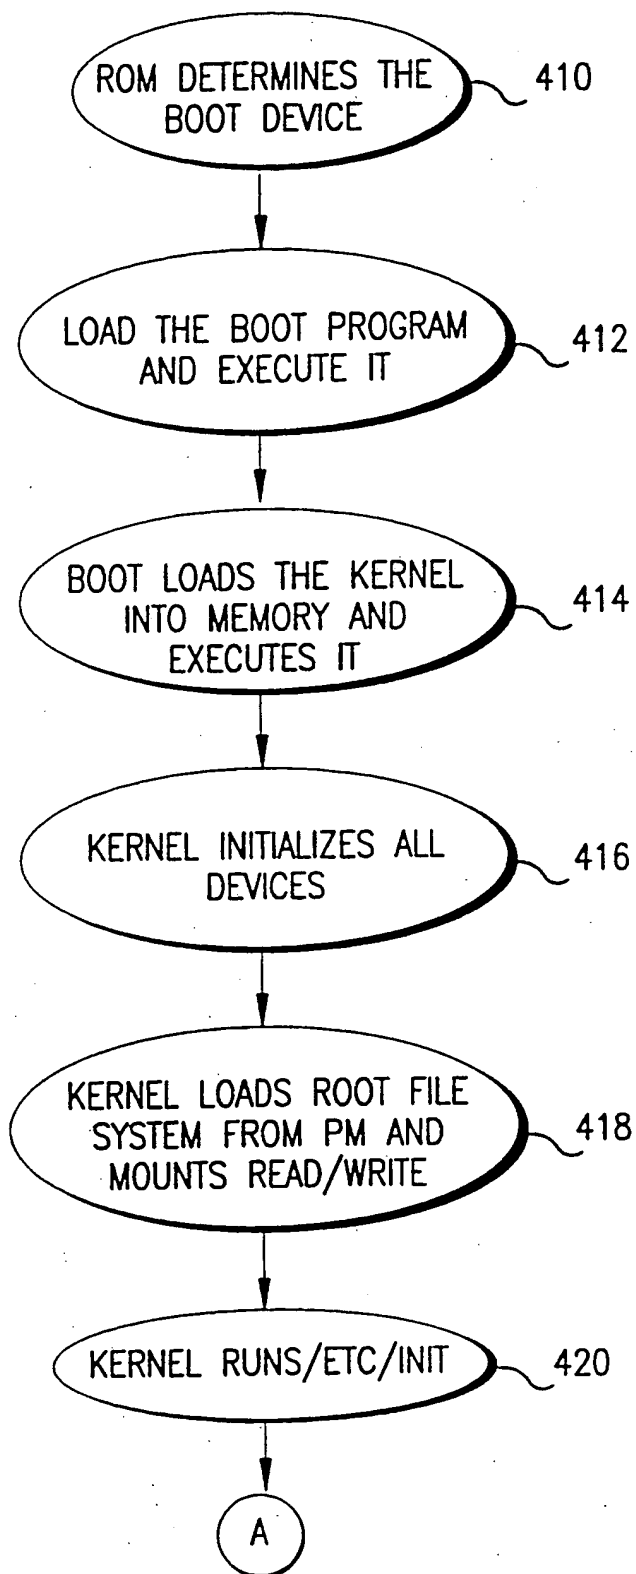 ROM DETERMINES THE
BOOT DEVICE
410
LOAD THE BOOT PROGRAM
AND EXECUTE IT
412
BOOT LOADS THE KERNEL
INTO MEMORY AND
EXECUTES IT
414
KERNEL INITIALIZES ALL
DEVICES
416
KERNEL LOADS ROOT FILE
SYSTEM FROM PM AND
MOUNTS READ/WRITE
418
KERNEL RUNS/ETC/INIT
420
A